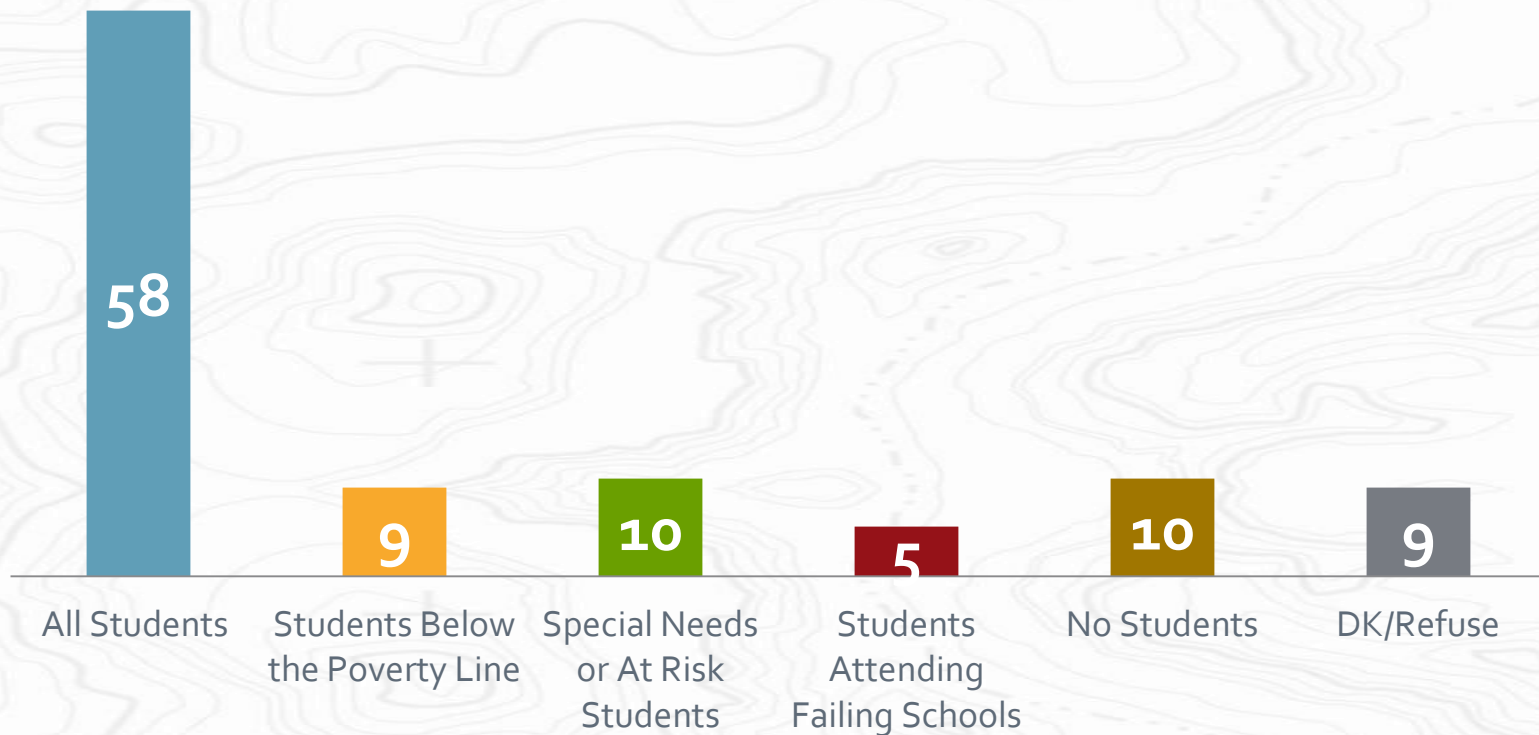 58
9
10
5
10
9
All Students
Students Below
the Poverty Line
Special Needs
or At Risk
Students
Students
Attending
Failing Schools
No Students
DK/Refuse